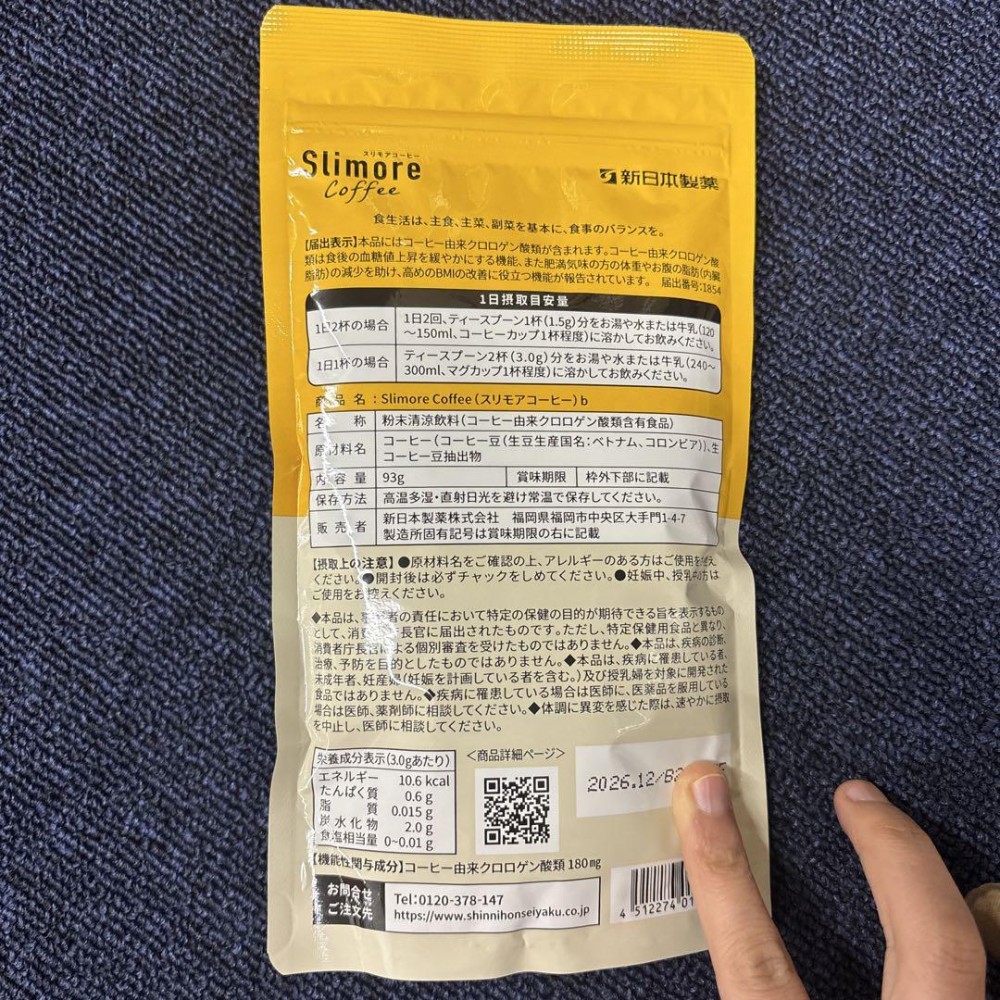 スリモアコーヒー
Slimore
Coffee
新日本製薬
食生活は、主食、主菜、副菜を基本に、食事のバランスを。
【届出表示】本品にはコーヒー由来クロロゲン酸類が含まれます。コーヒー由来クロロゲン酸
類は食後の血糖値上昇を緩やかにする機能、また肥満気味の方の体重やお腹の脂肪(内臓
脂肪)の減少を助け、高めのBMIの改善に役立つ機能が報告されています。 届出番号:I854
1日摂取目安量
1日2杯の場合 1日2回、ティースプーン1杯(1.5g)分をお湯や水または牛乳(120
〜150ml、コーヒーカップ1杯程度)に溶かしてお飲みください。
1日1杯の場合 ティースプーン2杯(3.0g)分をお湯や水または牛乳(240〜
300ml、マグカップ1杯程度)に溶かしてお飲みください。
商品名:Slimore Coffee(スリモアコーヒー)b
名称 粉末清涼飲料(コーヒー由来クロロゲン酸類含有食品)
原材料名 コーヒー(コーヒー豆(生豆生産国名:ベトナム、コロンビア))、生
コーヒー豆抽出物
内容量 93g 賞味期限 枠外下部に記載
保存方法 高温多湿・直射日光を避け常温で保存してください。
販売者 新日本製薬株式会社 福岡県福岡市中央区大手門1-4-7
製造所固有記号は賞味期限の右に記載
【摂取上の注意】●原材料名をご確認の上、アレルギーのある方はご使用をお控え
ください。●開封後は必ずチャックをしめてください。●妊娠中、授乳中の方は
ご使用をお控えください。
◆本品は、事業者の責任において特定の保健の目的が期待できる旨を表示するもの
として、消費者庁長官に届出されたものです。ただし、特定保健用食品と異なり、
消費者庁長官による個別審査を受けたものではありません。◆本品は、疾病の診断、
治療、予防を目的としたものではありません。◆本品は、疾病に罹患している者、
未成年者、妊産婦(妊娠を計画している者を含む。)及び授乳婦を対象に開発された
食品ではありません。◆疾病に罹患している場合は医師に、医薬品を服用している
場合は医師、薬剤師に相談してください。◆体調に異変を感じた際は、速やかに摂取
を中止し、医師に相談してください。
栄養成分表示(3.0gあたり)
エネルギー 10.6 kcal
たんぱく質 0.6 g
脂質 0.015 g
炭水化物 2.0 g
食塩相当量 0~0.01 g
<商品詳細ページ>
2026.12/B2
【機能性関与成分】コーヒー由来クロロゲン酸類 180mg
お問合せ
ご注文先
Tel:0120-378-147
https://www.shinnihonseiyaku.co.jp
4 512274 01